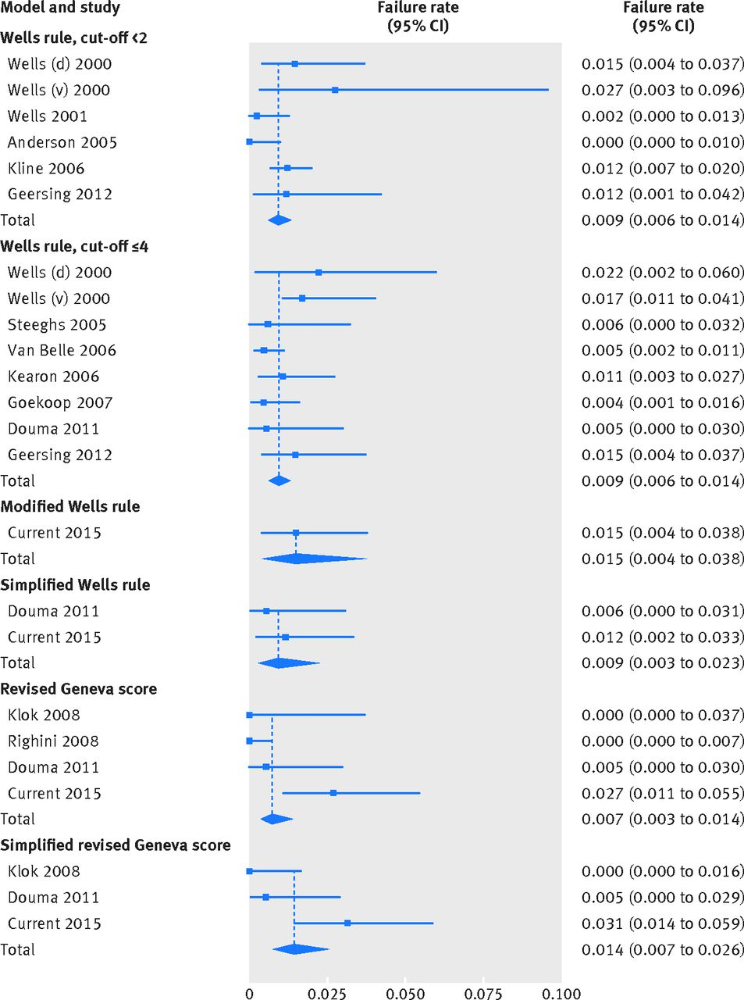 Model and study Failure rate (95% CI) Failure rate (95% CI)
Wells rule, cut-off <2
Wells (d) 2000 0.015 (0.004 to 0.037)
Wells (v) 2000 0.027 (0.003 to 0.096)
Wells 2001 0.002 (0.000 to 0.013)
Anderson 2005 0.000 (0.000 to 0.010)
Kline 2006 0.012 (0.007 to 0.020)
Geersing 2012 0.012 (0.001 to 0.042)
Total 0.009 (0.006 to 0.014)
Wells rule, cut-off ≤4
Wells (d) 2000 0.022 (0.002 to 0.060)
Wells (v) 2000 0.017 (0.011 to 0.041)
Steeghs 2005 0.006 (0.000 to 0.032)
Van Belle 2006 0.005 (0.002 to 0.011)
Kearon 2006 0.011 (0.003 to 0.027)
Goekoop 2007 0.004 (0.001 to 0.016)
Douma 2011 0.005 (0.000 to 0.030)
Geersing 2012 0.015 (0.004 to 0.037)
Total 0.009 (0.006 to 0.014)
Modified Wells rule
Current 2015 0.015 (0.004 to 0.038)
Total 0.015 (0.004 to 0.038)
Simplified Wells rule
Douma 2011 0.006 (0.000 to 0.031)
Current 2015 0.012 (0.002 to 0.033)
Total 0.009 (0.003 to 0.023)
Revised Geneva score
Klok 2008 0.000 (0.000 to 0.037)
Righini 2008 0.000 (0.000 to 0.007)
Douma 2011 0.005 (0.000 to 0.030)
Current 2015 0.027 (0.011 to 0.055)
Total 0.007 (0.003 to 0.014)
Simplified revised Geneva score
Klok 2008 0.000 (0.000 to 0.016)
Douma 2011 0.005 (0.000 to 0.029)
Current 2015 0.031 (0.014 to 0.059)
Total 0.014 (0.007 to 0.026)
0 0.025 0.050 0.075 0.100